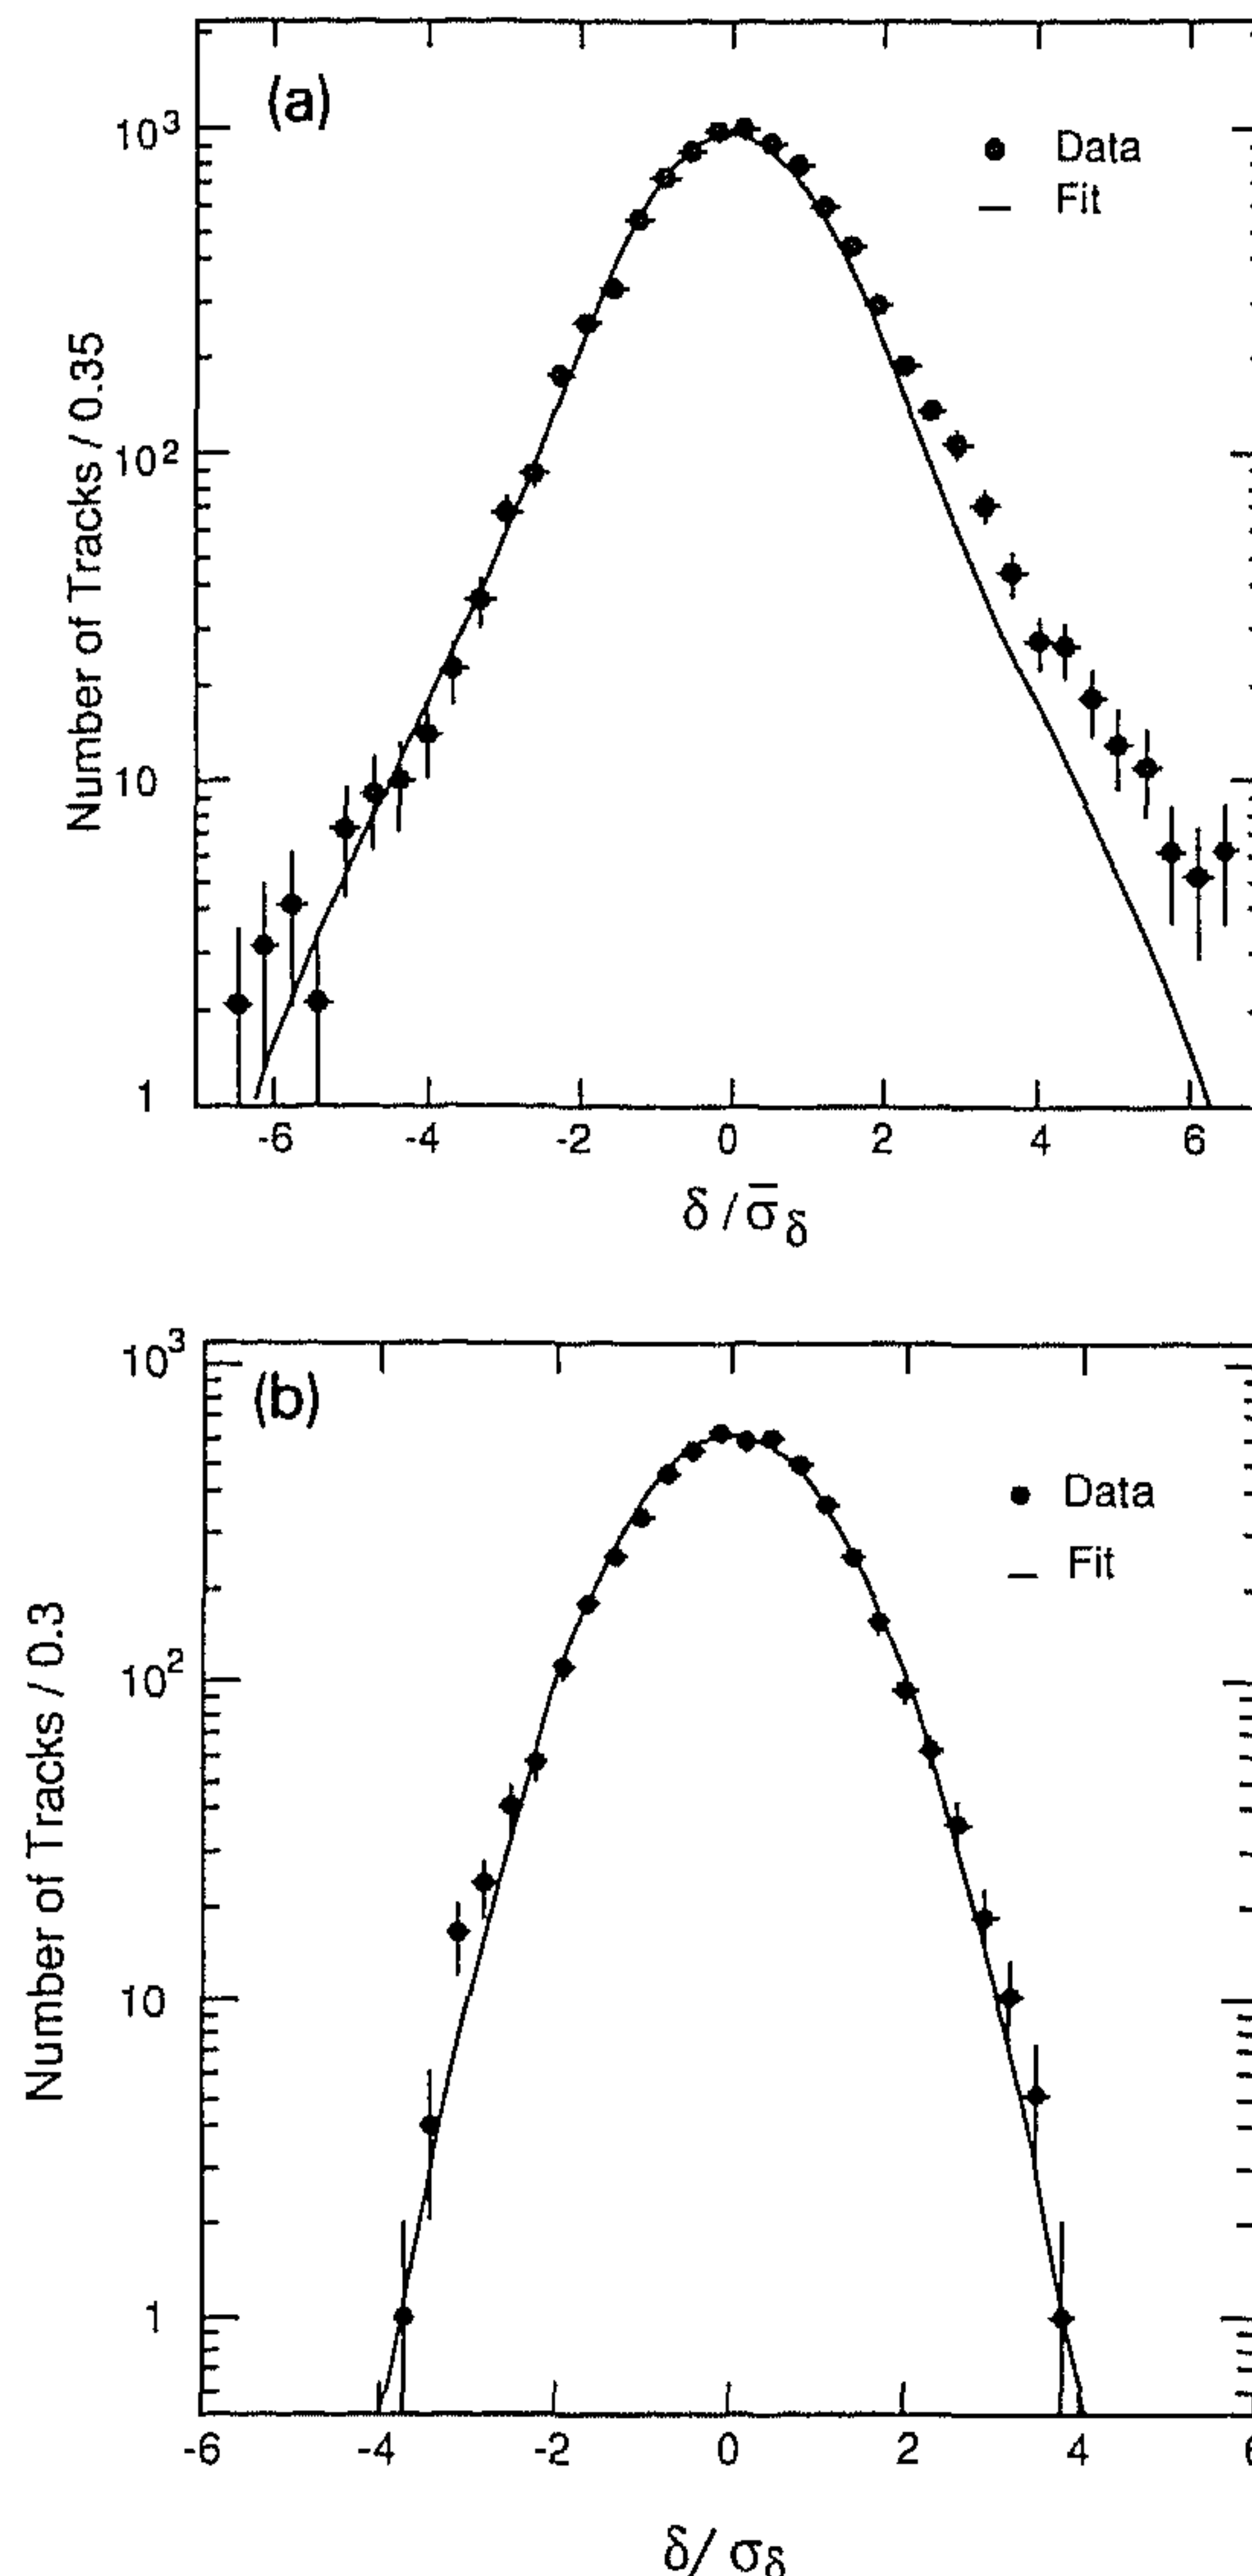 (a)
10³
Data
Fit
10²
10
1
Number of Tracks / 0.35
-6 -4 -2 0 2 4 6
δ / σ̄δ
10³
(b)
Data
Fit
10²
10
1
Number of Tracks / 0.3
-6 -4 -2 0 2 4
δ/ σδ